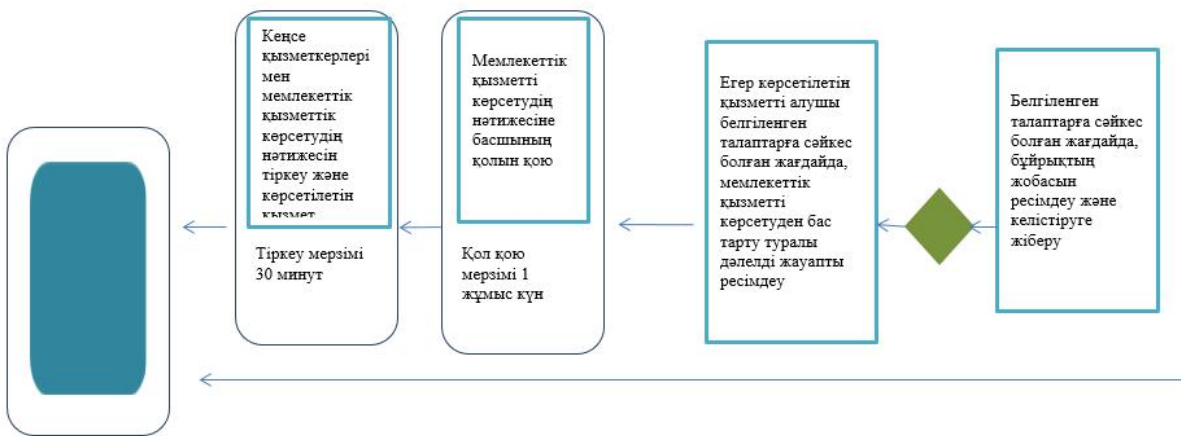 Кеңсе
қызметкерлері
мен
мемлекеттік
қызметтік
көрсетудің
нәтижесін
тіркеу және
көрсетілетін
қызмет
Тіркеу мерзімі
30 минут
Мемлекеттік
қызметті
көрсетудің
нәтижесіне
басшының
қолын қою
Қол қою
мерзімі 1
жұмыс күн
Егер көрсетілетін
қызметті алушы
белгіленген
талаптарға сәйкес
болған жағдайда,
мемлекеттік
қызметті
көрсетуден бас
тарту туралы
дәлелді жауапты
ресімдеу
Белгіленген
талаптарға сәйкес
болған жағдайда,
бұйрықтың
жобасын
ресімдеу және
келістіруге
жіберу